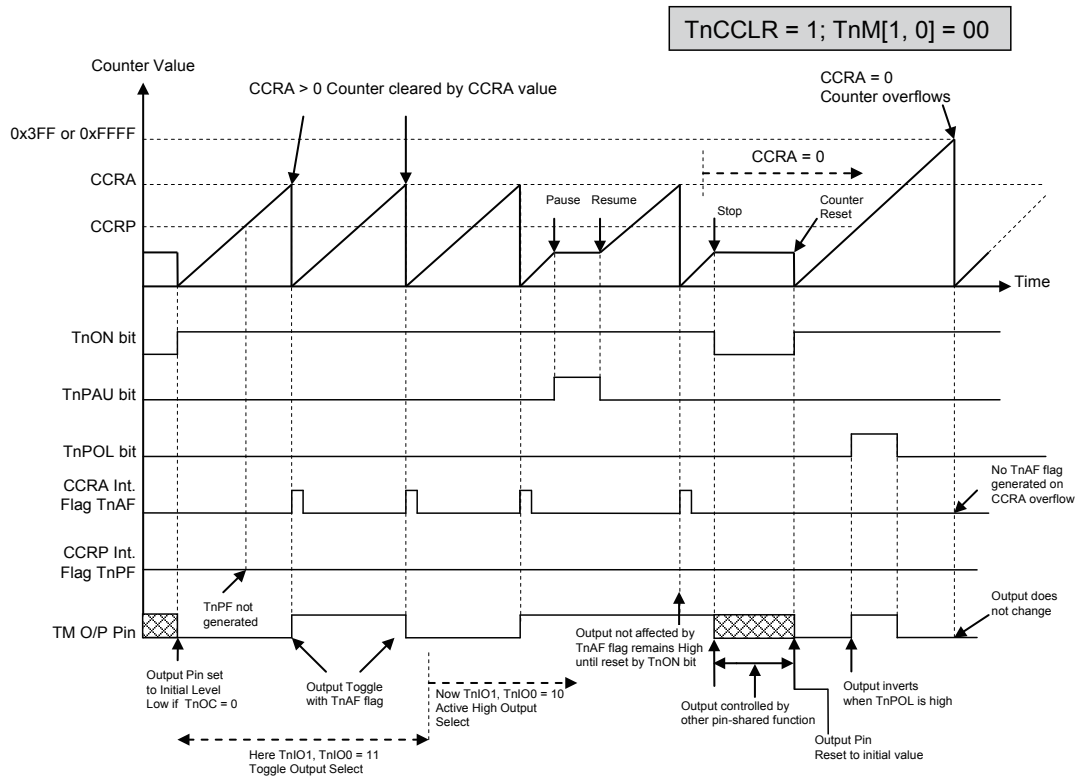 TnCCLR = 1; TnM[1, 0] = 00
Counter Value
CCRA > 0 Counter cleared by CCRA value
CCRA = 0
Counter overflows
0x3FF or 0xFFFF
CCRA = 0
CCRA
Pause
Resume
Stop
Counter
Reset
CCRP
Time
TnON bit
TnPAU bit
TnPOL bit
No TnAF flag
generated on
CCRA overflow
CCRA Int.
Flag TnAF
CCRP Int.
Flag TnPF
TnPF not
generated
Output does
not change
TM O/P Pin
Output not affected by
TnAF flag remains High
until reset by TnON bit
Output Pin set
to Initial Level
Low if TnOC = 0
Output Toggle
with TnAF flag
Now TnIO1, TnIO0 = 10
Active High Output
Select
Output controlled by
other pin-shared function
Output inverts
when TnPOL is high
Output Pin
Reset to initial value
Here TnIO1, TnIO0 = 11
Toggle Output Select